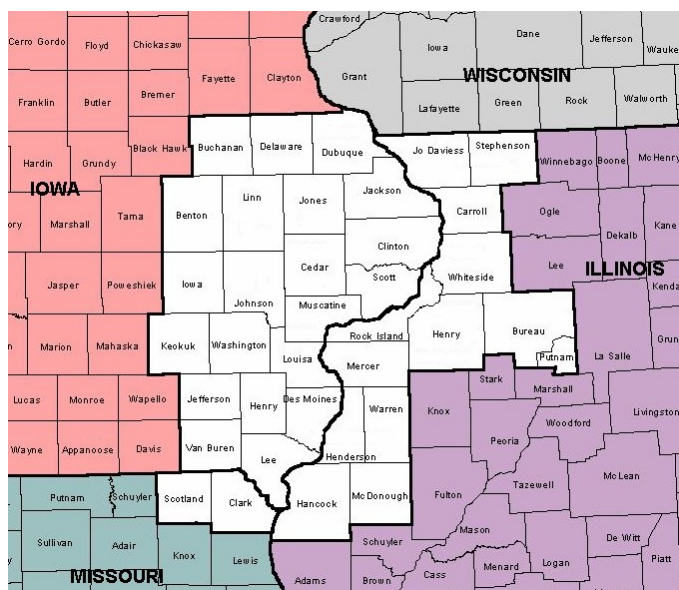 Crawford
Cerro Gordo
Floyd
Chickasaw
Fayette
Clayton
Grant
Iowa
Dane
Jefferson
Wauke
WISCONSIN
Franklin
Butler
Bremer
Lafayette
Green
Rock
Walworth
Hardin
Grundy
Black Hawk
Buchanan
Delaware
Dubuque
Jo Daviess
Stephenson
Winnebago
Boone
McHenry
IOWA
ory
Marshall
Tama
Benton
Linn
Jones
Jackson
Carroll
Ogle
Dekalb
Kane
Clinton
Cedar
Scott
Whiteside
Lee
ILLINOIS
Jasper
Poweshiek
Iowa
Johnson
Muscatine
Kenda
n
Marion
Mahaska
Keokuk
Washington
Louisa
Rock Island
Mercer
Henry
Bureau
Putnam
La Salle
Grun
Lucas
Monroe
Wapello
Jefferson
Henry
Des Moines
Warren
Knox
Stark
Marshall
Livingston
Woodford
Wayne
Appanoose
Davis
Van Buren
Lee
Henderson
Peoria
Putnam
Schuyler
Scotland
Clark
Hancock
McDonough
Fulton
Tazewell
McLean
Sullivan
Adair
Knox
Lewis
Schuyler
Mason
De Witt
Piatt
y
MISSOURI
Adams
Brown
Cass
Menard
Logan